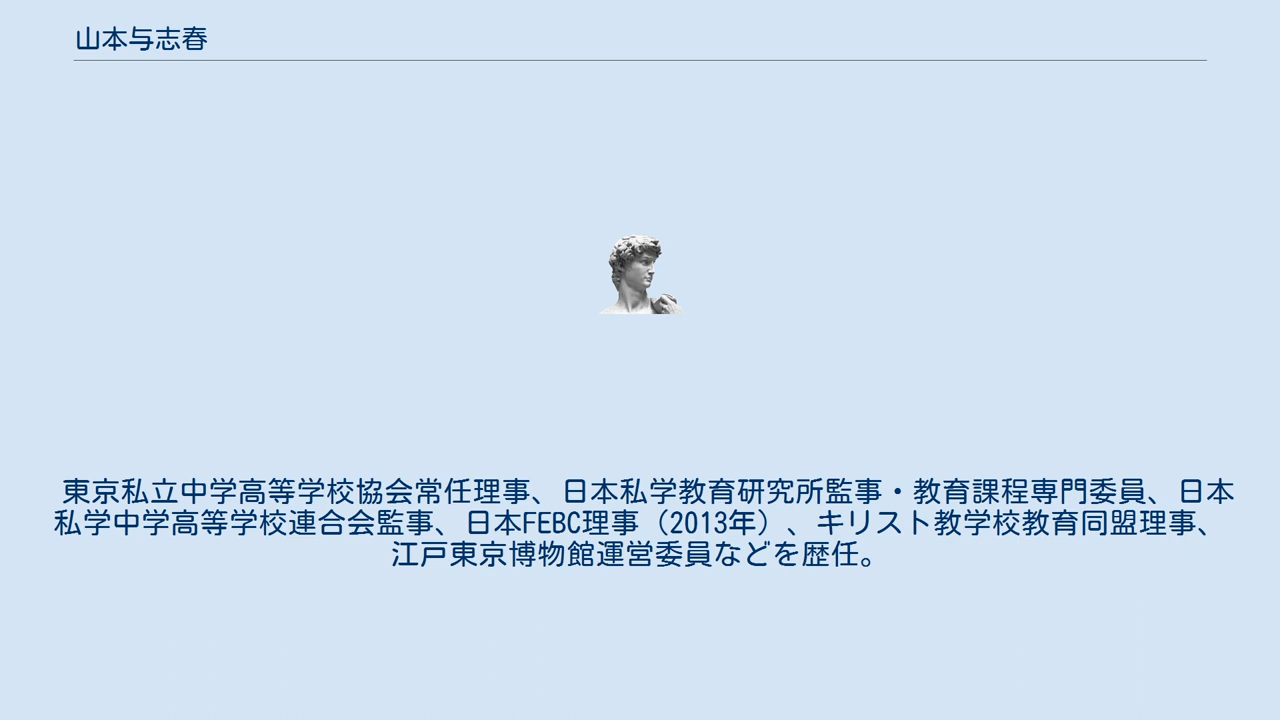 山本与志春
東京私立中学高等学校協会常任理事、日本私学教育研究所監事・教育課程専門委員、日本
私学中学高等学校連合会監事、日本FEBC理事（2013年）、キリスト教学校教育同盟理事、
江戸東京博物館運営委員などを歴任。